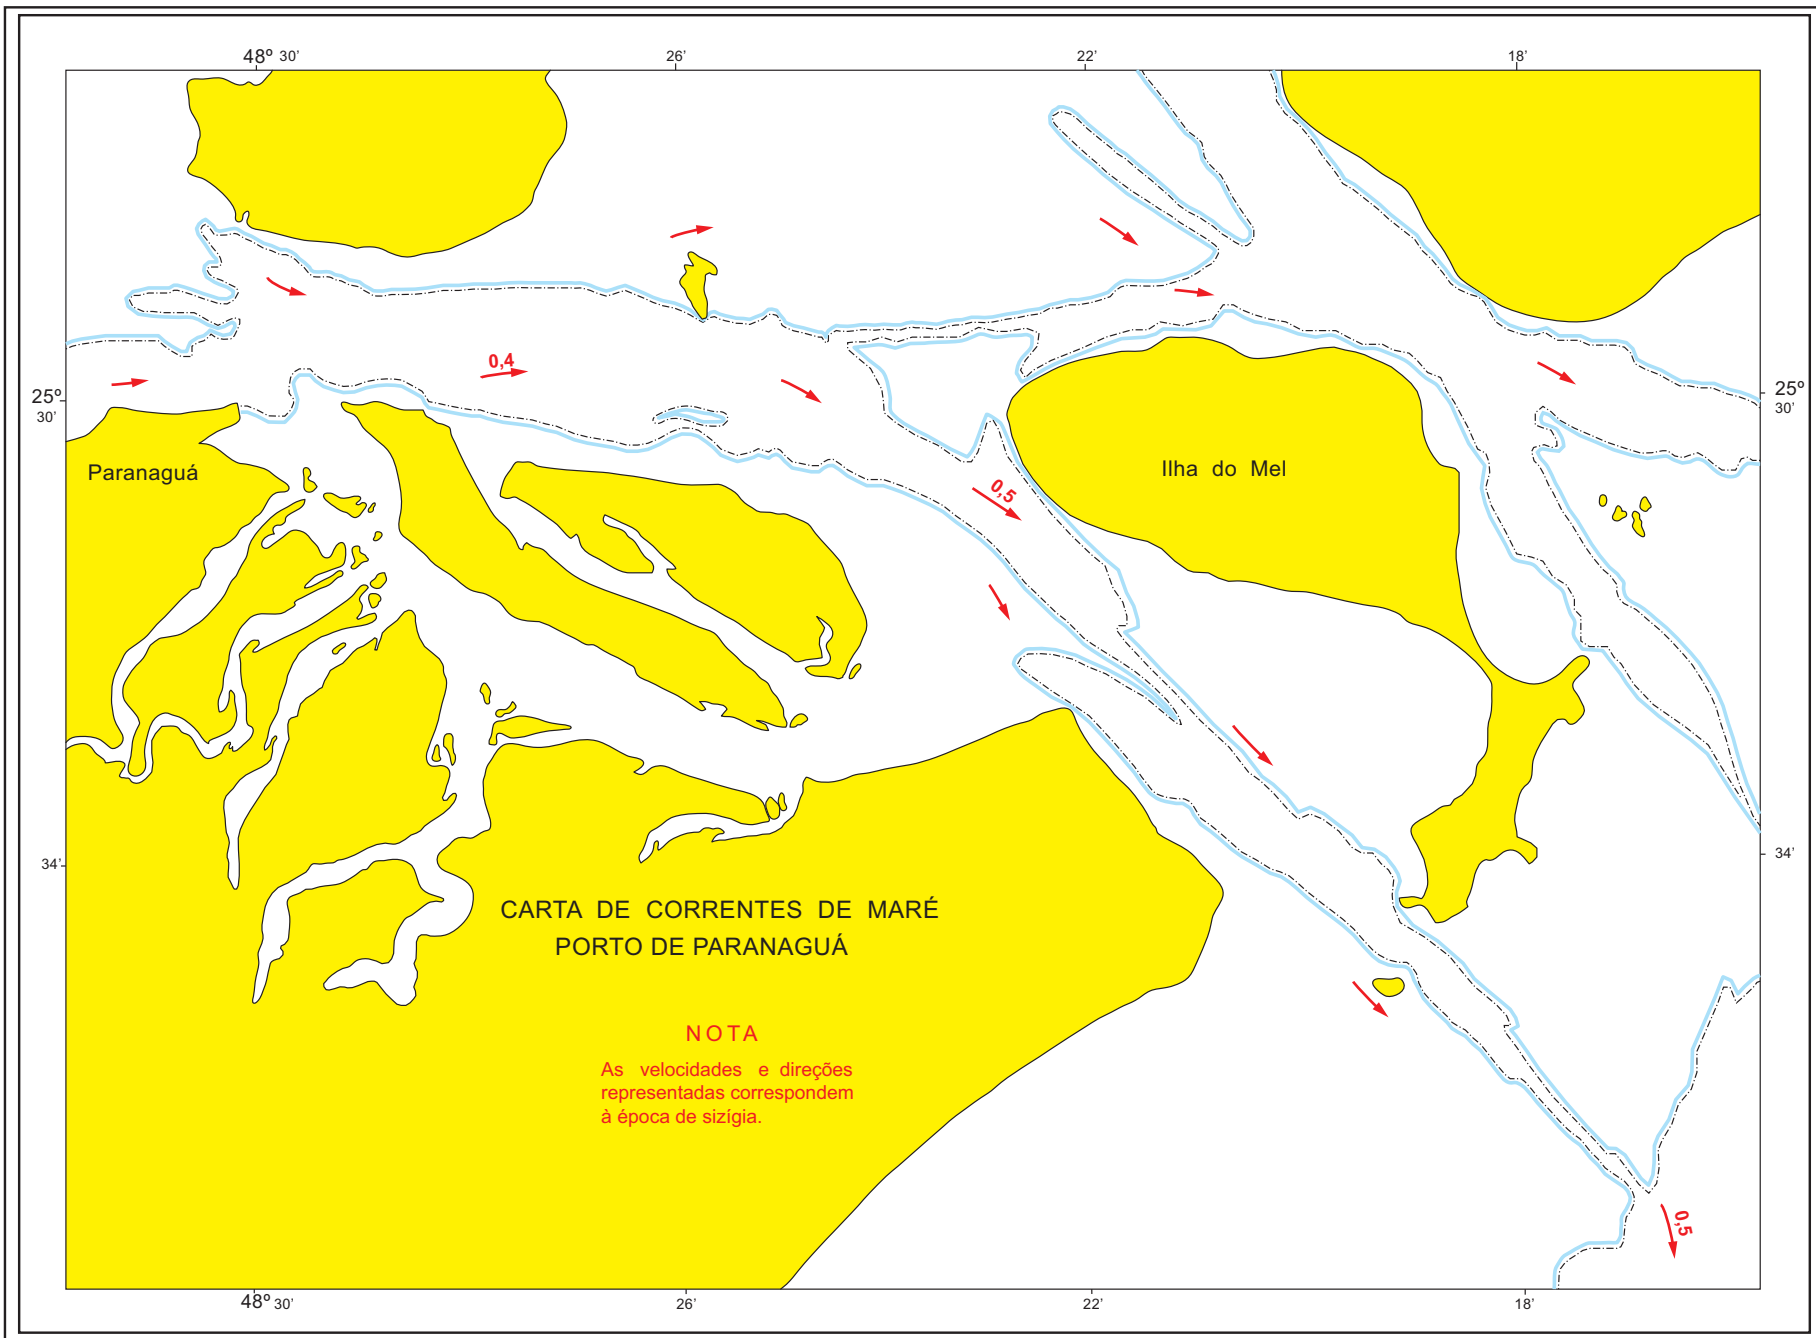 48º 30’
26’
22’
18’
0,4
25º
30’
25º
30’
Paranaguá
Ilha do Mel
0,5
34’
34’
CARTA DE CORRENTES DE MARÉ
PORTO DE PARANAGUÁ
NOTA
As velocidades e direções
representadas correspondem
à época de sizígia.
0,5
48º 30’
26’
22’
18’